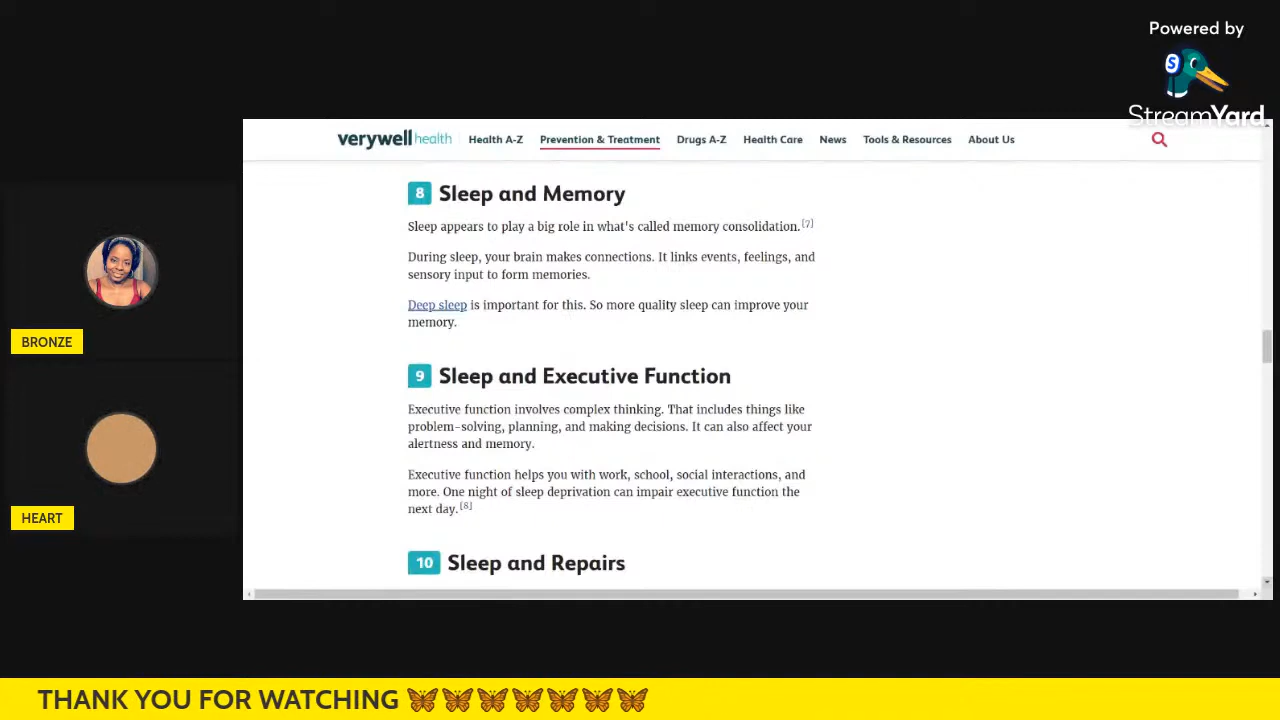 Powered by
S
StreamYard
verywell health
Health A-Z
Prevention & Treatment
Drugs A-Z
Health Care
News
Tools & Resources
About Us
8 Sleep and Memory
Sleep appears to play a big role in what's called memory consolidation.[7]
During sleep, your brain makes connections. It links events, feelings, and
sensory input to form memories.
Deep sleep is important for this. So more quality sleep can improve your
memory.
9 Sleep and Executive Function
Executive function involves complex thinking. That includes things like
problem-solving, planning, and making decisions. It can also affect your
alertness and memory.
Executive function helps you with work, school, social interactions, and
more. One night of sleep deprivation can impair executive function the
next day.[8]
10 Sleep and Repairs
BRONZE
HEART
THANK YOU FOR WATCHING 🦋🦋🦋🦋🦋🦋🦋